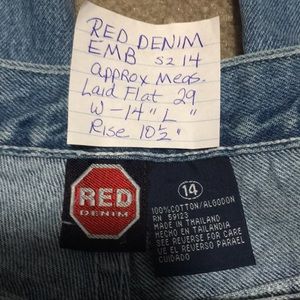 RED DENIM
EMB SZ 14
approx meas.
Laid Flat 29
W - 14" L "
Rise 10½"
RED
DENIM
14
100% COTTON/ALGODON
RN 59123
MADE IN THAILAND
HECHO EN TAILANDIA
SEE REVERSE FOR CARE
VE EL REVERSO PARA EL
CUIDADO